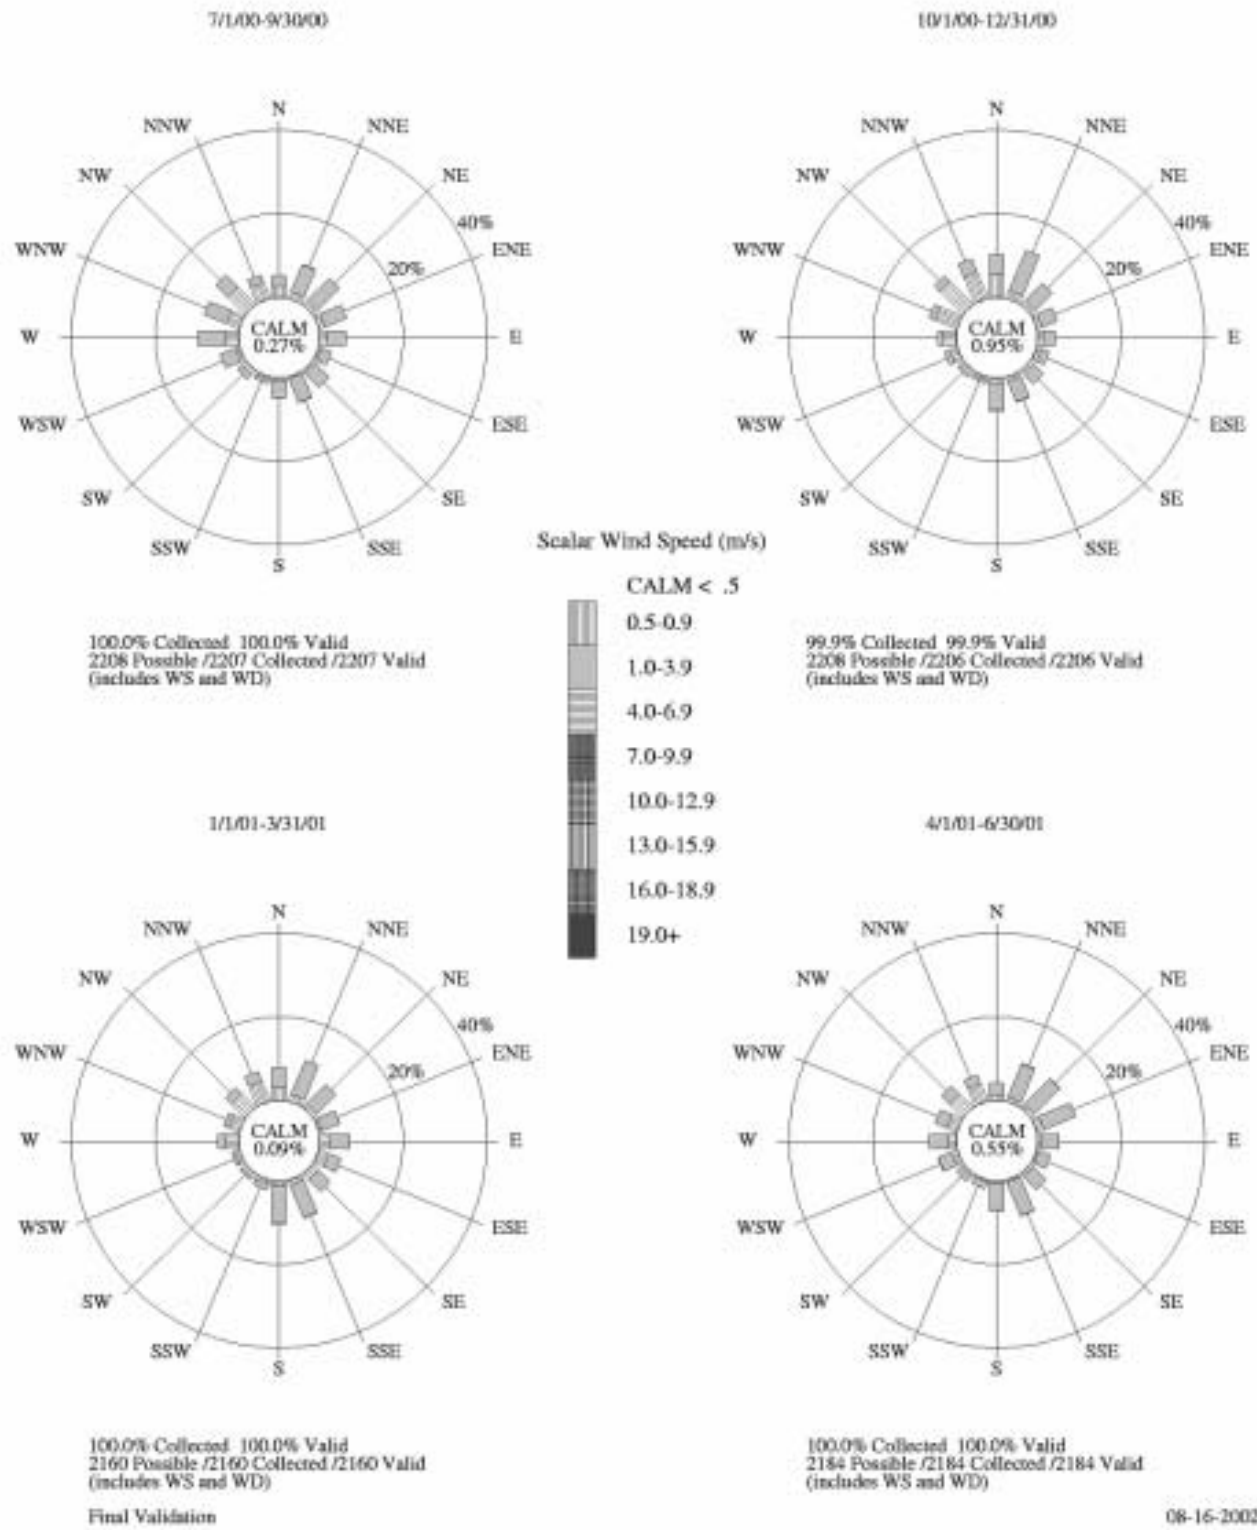 7/1/00-9/30/00
10/1/00-12/31/00
N
NNW
NNE
NW
NE
40%
WNW
ENE
20%
CALM
0.27%
W
E
WSW
ESE
SW
SE
SSW
SSE
S
N
NNW
NNE
NW
NE
40%
WNW
ENE
20%
CALM
0.95%
W
E
WSW
ESE
SW
SE
SSW
SSE
S
100.0% Collected 100.0% Valid
2208 Possible /2207 Collected /2207 Valid
(includes WS and WD)
99.9% Collected 99.9% Valid
2208 Possible /2206 Collected /2206 Valid
(includes WS and WD)
Scalar Wind Speed (m/s)
CALM < .5
0.5-0.9
1.0-3.9
4.0-6.9
7.0-9.9
10.0-12.9
13.0-15.9
16.0-18.9
19.0+
1/1/01-3/31/01
4/1/01-6/30/01
N
NNW
NNE
NW
NE
40%
WNW
ENE
20%
CALM
0.09%
W
E
WSW
ESE
SW
SE
SSW
SSE
S
N
NNW
NNE
NW
NE
40%
WNW
ENE
20%
CALM
0.55%
W
E
WSW
ESE
SW
SE
SSW
SSE
S
100.0% Collected 100.0% Valid
2160 Possible /2160 Collected /2160 Valid
(includes WS and WD)
100.0% Collected 100.0% Valid
2184 Possible /2184 Collected /2184 Valid
(includes WS and WD)
Final Validation
08-16-2002